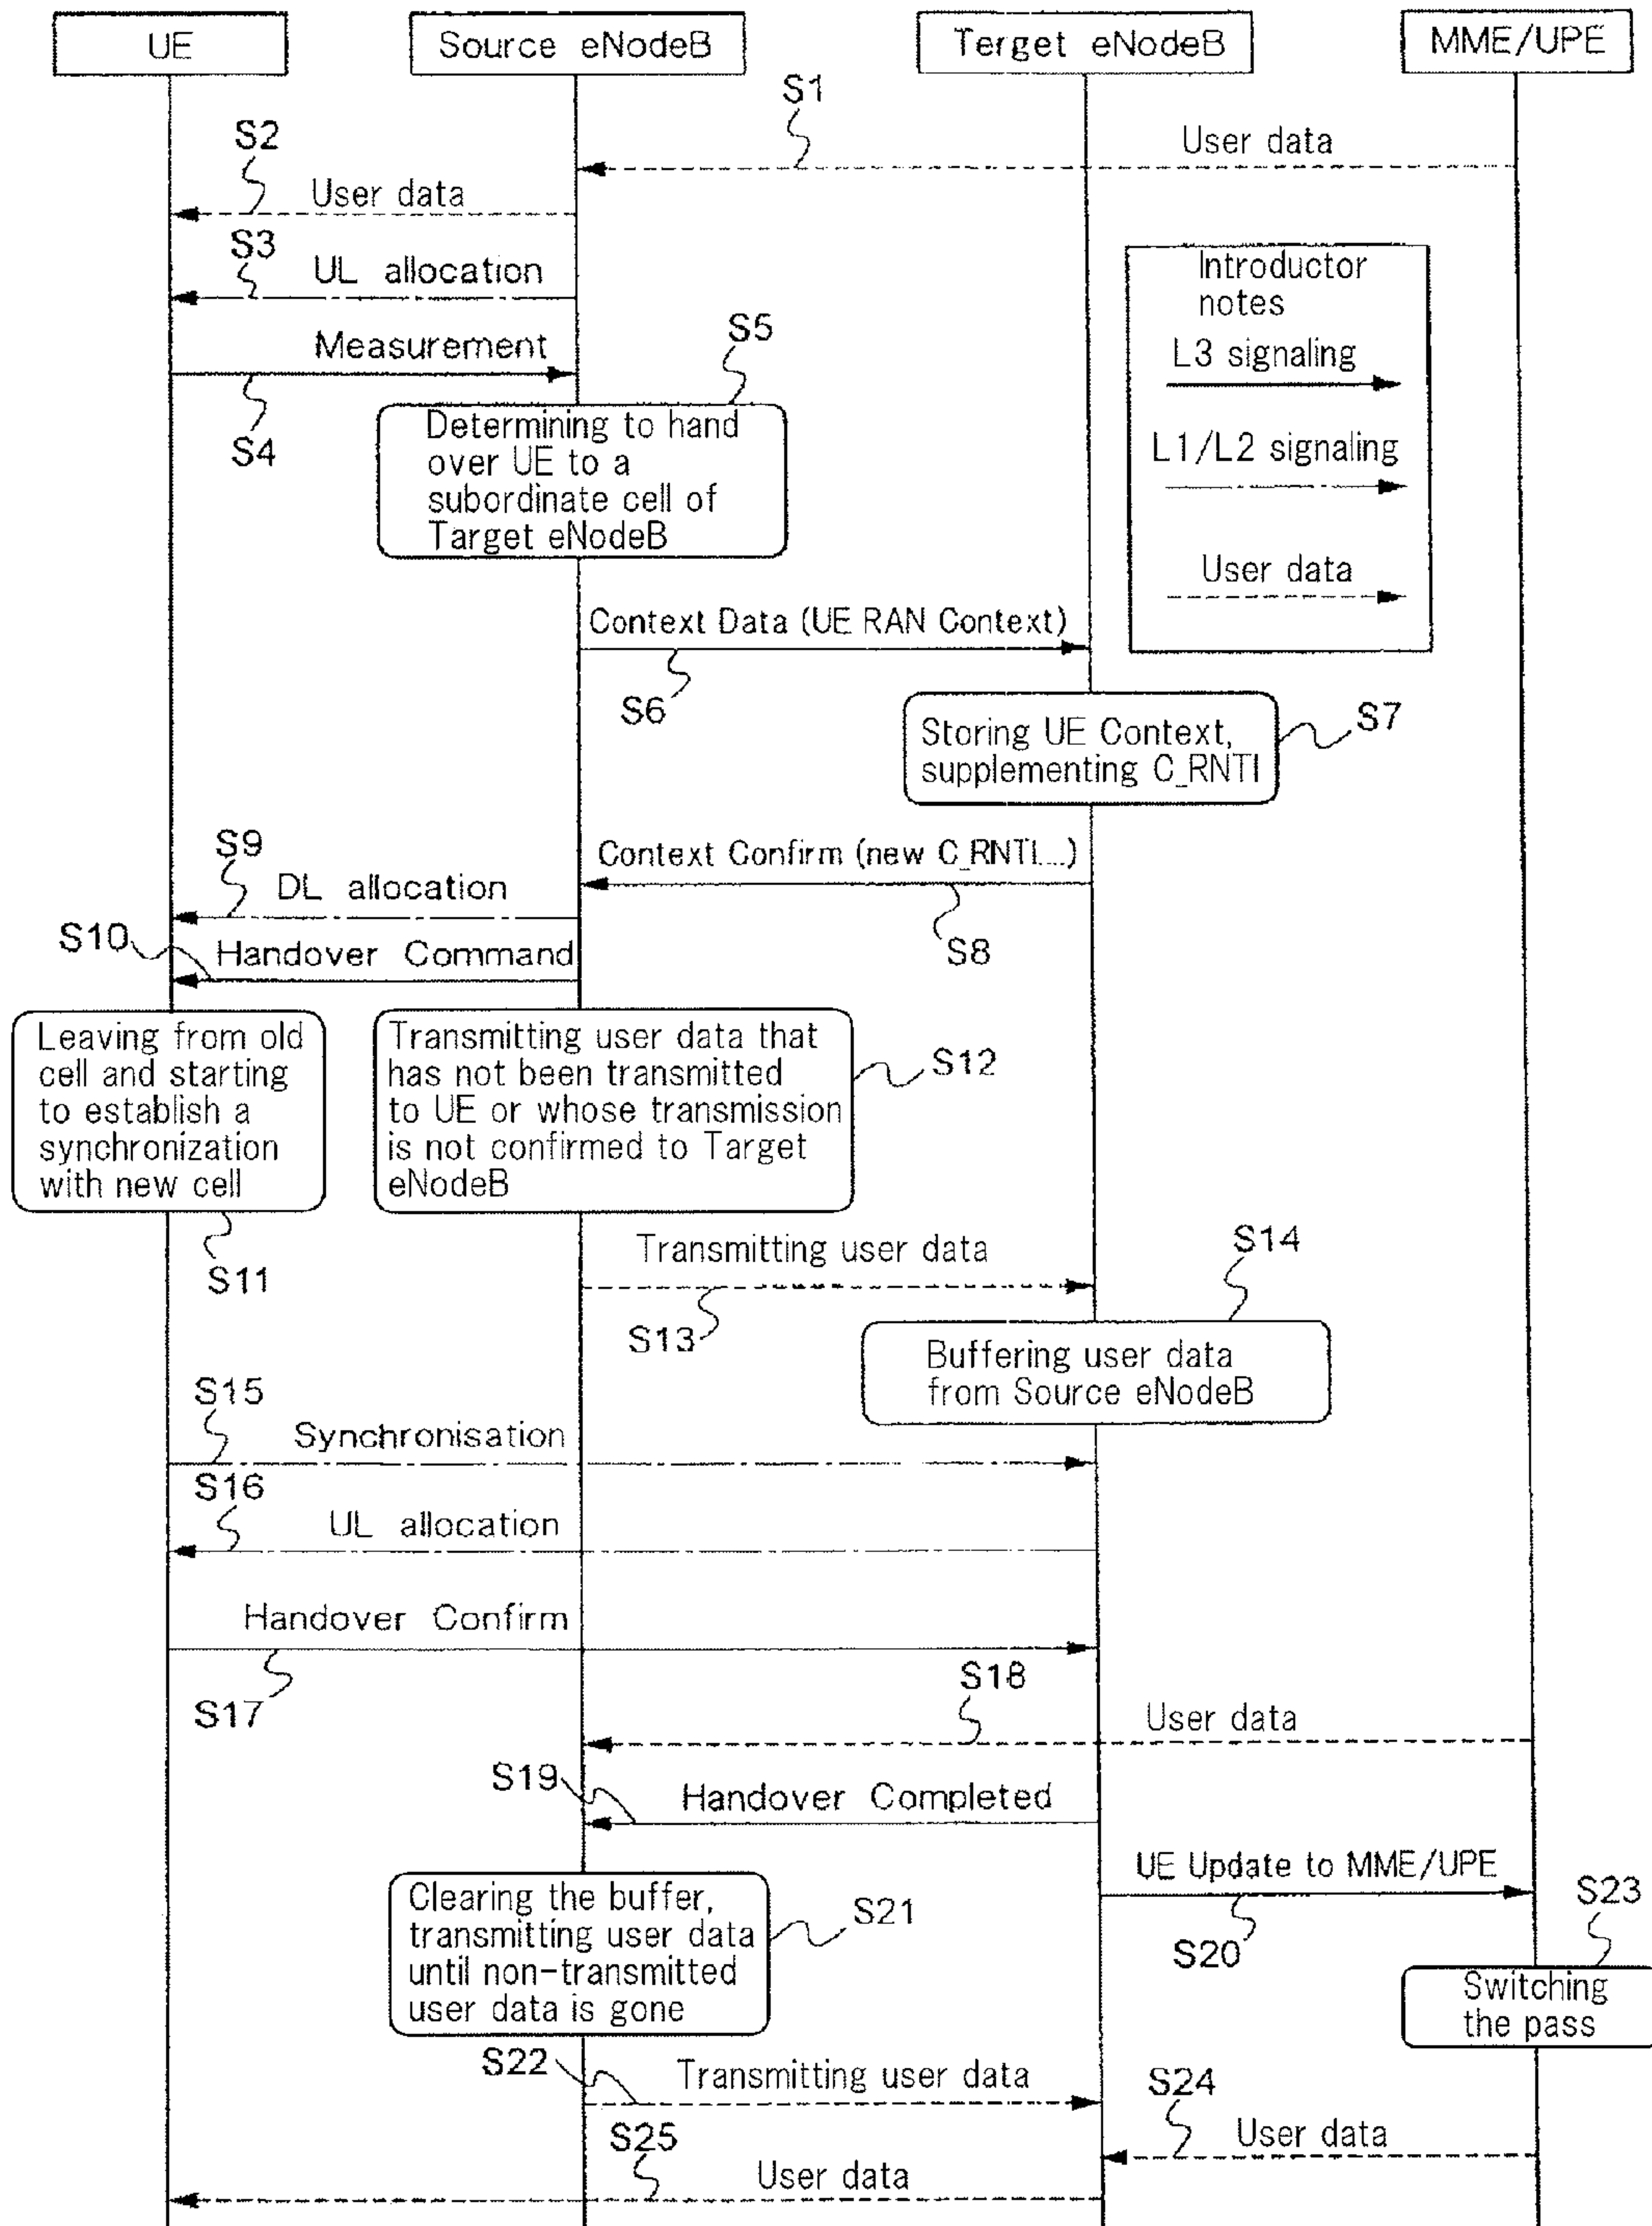 UE
Source eNodeB
Terget eNodeB
MME/UPE
S1
User data
S2
User data
S3
UL allocation
Introductor
notes
L3 signaling
L1/L2 signaling
User data
Measurement
S4
S5
Determining to hand
over UE to a
subordinate cell of
Target eNodeB
Context Data (UE RAN Context)
S6
Storing UE Context,
supplementing C_RNTI
S7
Context Confirm (new C_RNTI...)
S8
S9
DL allocation
S10
Handover Command
Leaving from old
cell and starting
to establish a
synchronization
with new cell
S11
Transmitting user data that
has not been transmitted
to UE or whose transmission
is not confirmed to Target
eNodeB
S12
Transmitting user data
S13
S14
Buffering user data
from Source eNodeB
S15
Synchronisation
S16
UL allocation
Handover Confirm
S17
S18
User data
S19
Handover Completed
UE Update to MME/UPE
S20
Clearing the buffer,
transmitting user data
until non-transmitted
user data is gone
S21
S23
Switching
the pass
S22
Transmitting user data
S24
User data
S25
User data